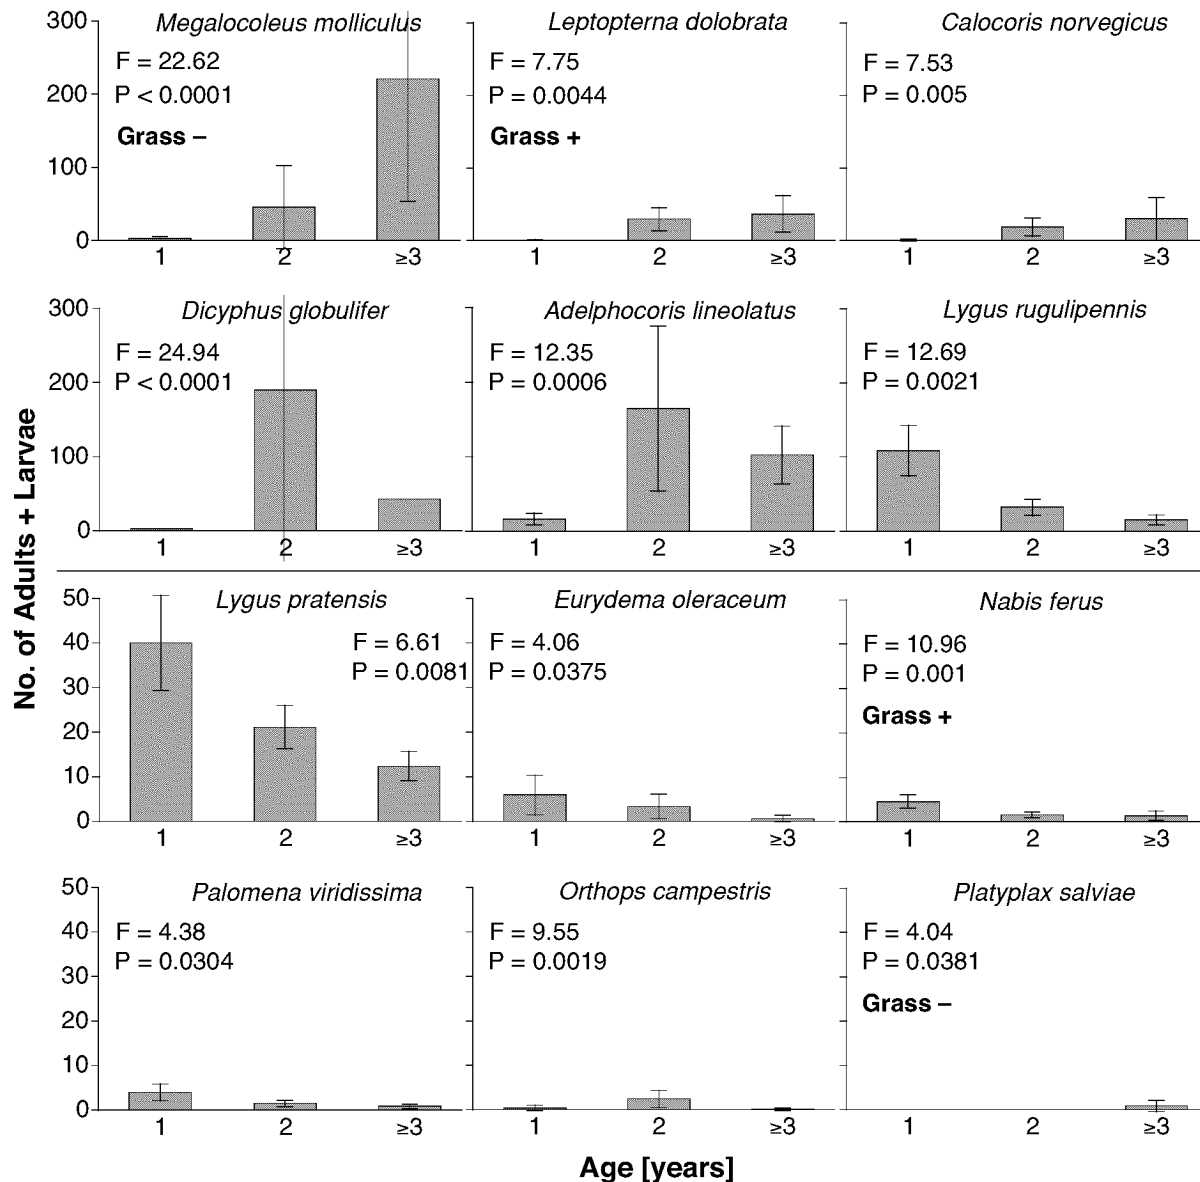 No. of Adults + Larvae
300
200
100
0
Megalocoleus molliculus
F = 22.62
P < 0.0001
Grass –
1 2 ≥3
Leptopterna dolobrata
F = 7.75
P = 0.0044
Grass +
1 2 ≥3
Calocoris norvegicus
F = 7.53
P = 0.005
1 2 ≥3
300
200
100
0
Dicyphus globulifer
F = 24.94
P < 0.0001
1 2 ≥3
Adelphocoris lineolatus
F = 12.35
P = 0.0006
1 2 ≥3
Lygus rugulipennis
F = 12.69
P = 0.0021
1 2 ≥3
50
40
30
20
10
0
Lygus pratensis
F = 6.61
P = 0.0081
1 2 ≥3
Eurydema oleraceum
F = 4.06
P = 0.0375
1 2 ≥3
Nabis ferus
F = 10.96
P = 0.001
Grass +
1 2 ≥3
50
40
30
20
10
0
Palomena viridissima
F = 4.38
P = 0.0304
1 2 ≥3
Orthops campestris
F = 9.55
P = 0.0019
1 2 ≥3
Platyplax salviae
F = 4.04
P = 0.0381
Grass –
1 2 ≥3
Age [years]